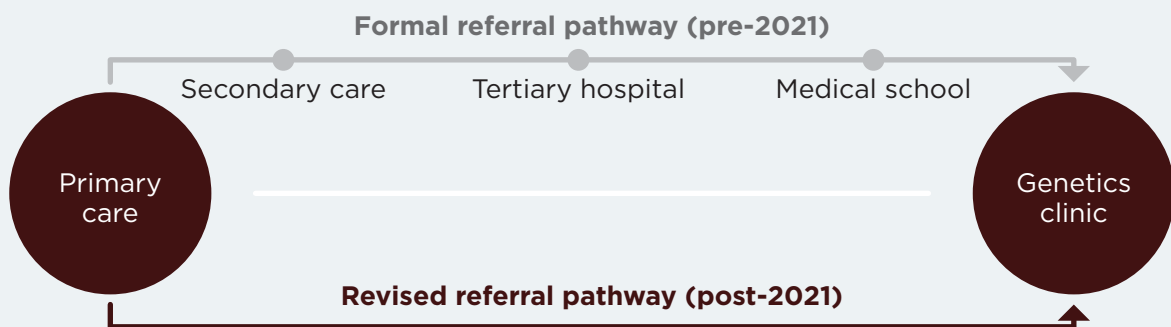 Formal referral pathway (pre-2021)
Secondary care
Tertiary hospital
Medical school
Primary
care
Genetics
clinic
Revised referral pathway (post-2021)